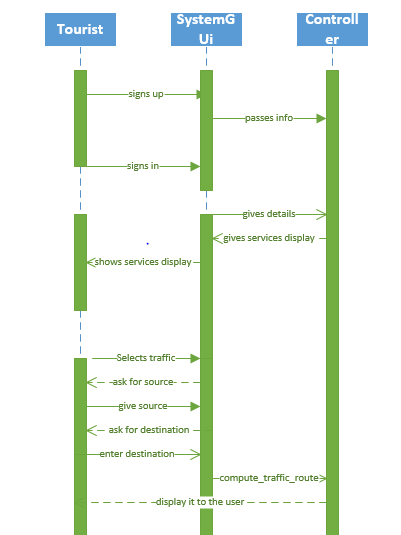 Tourist
SystemG
Ui
Controll
er
signs up
passes info
signs in
gives details
gives services display
shows services display
Selects traffic
ask for source
give source
ask for destination
enter destination
compute_traffic_route
display it to the user